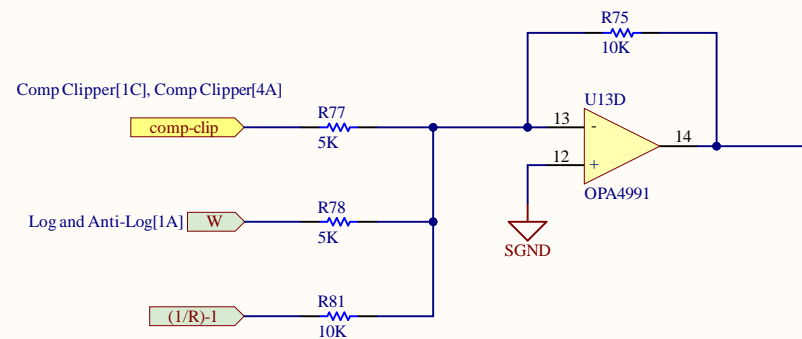 R75
10K
Comp Clipper[1C], Comp Clipper[4A]
R77
U13D
comp-clip
13
-
14
5K
12
+
R78
OPA4991
Log and Anti-Log[1A]
W
5K
SGND
R81
(1/R)-1
10K